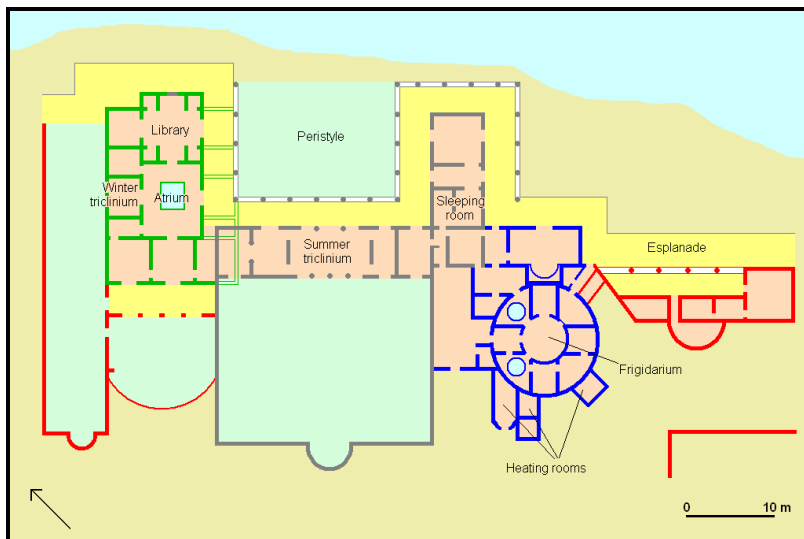 Library
Peristyle
Winter
triclinium
Atrium
Sleeping
room
Summer
triclinium
Esplanade
Frigidarium
Heating rooms
0 10 m